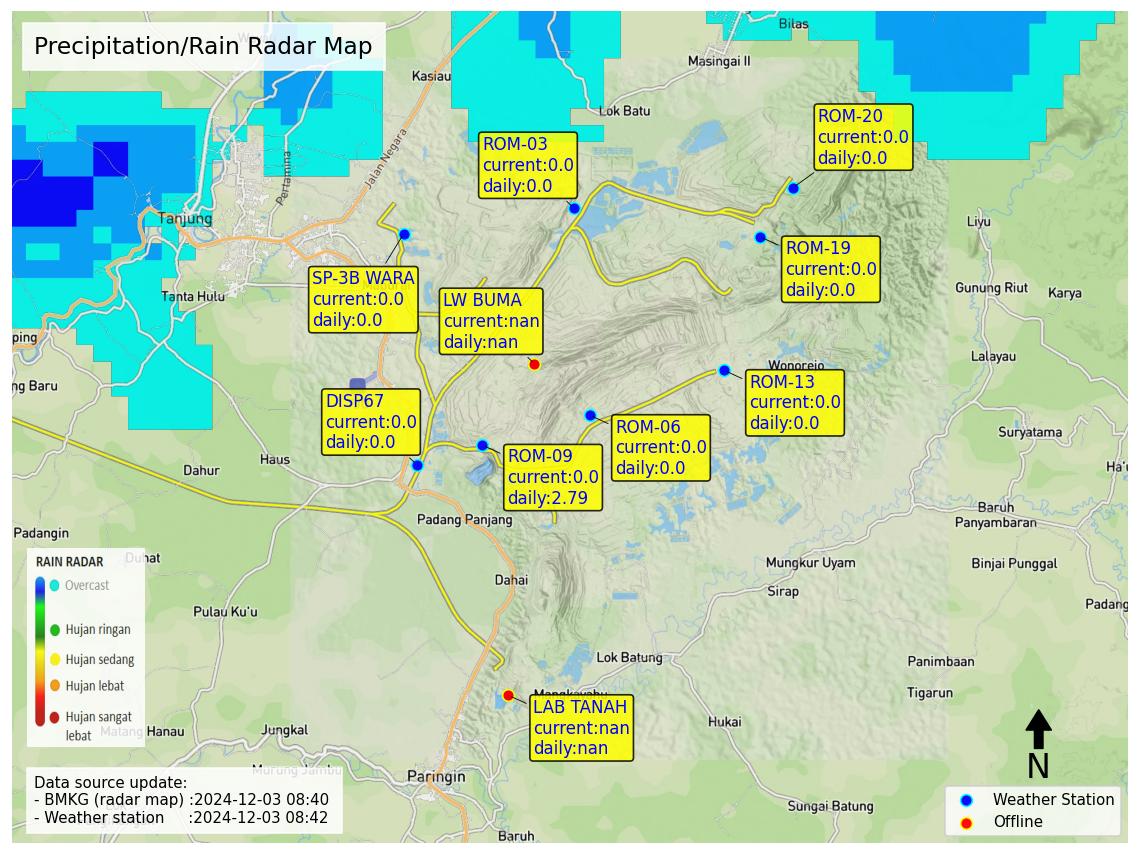 Precipitation/Rain Radar Map
Bilas
Masingai II
Kasiau
Lok Batu
Jalan Negara
Pertamina
ROM-20
current:0.0
daily:0.0
ROM-03
current:0.0
daily:0.0
Tanjung
Liyu
ROM-19
current:0.0
daily:0.0
SP-3B WARA
current:0.0
daily:0.0
LW BUMA
current:nan
daily:nan
Tanta Hulu
Gunung Riut
Karya
ping
Lalayau
Wonorejo
ng Baru
ROM-13
current:0.0
daily:0.0
DISP67
current:0.0
daily:0.0
ROM-06
current:0.0
daily:0.0
Suryatama
ROM-09
current:0.0
daily:2.79
Haus
Dahur
Ha'u
Baruh
Panyambaran
Padang Panjang
Padangin
Duhat
Mungkur Uyam
Binjai Punggal
Dahai
Sirap
Padang
Pulau Ku'u
RAIN RADAR
Overcast
Hujan ringan
Hujan sedang
Hujan lebat
Hujan sangat
lebat
Lok Batung
Panimbaan
Tigarun
Mangkayahu
LAB TANAH
current:nan
daily:nan
Hukai
Matang Hanau
Jungkal
Murung Jambu
Paringin
Sungai Batung
Baruh
Data source update:
- BMKG (radar map) :2024-12-03 08:40
- Weather station :2024-12-03 08:42
N
Weather Station
Offline